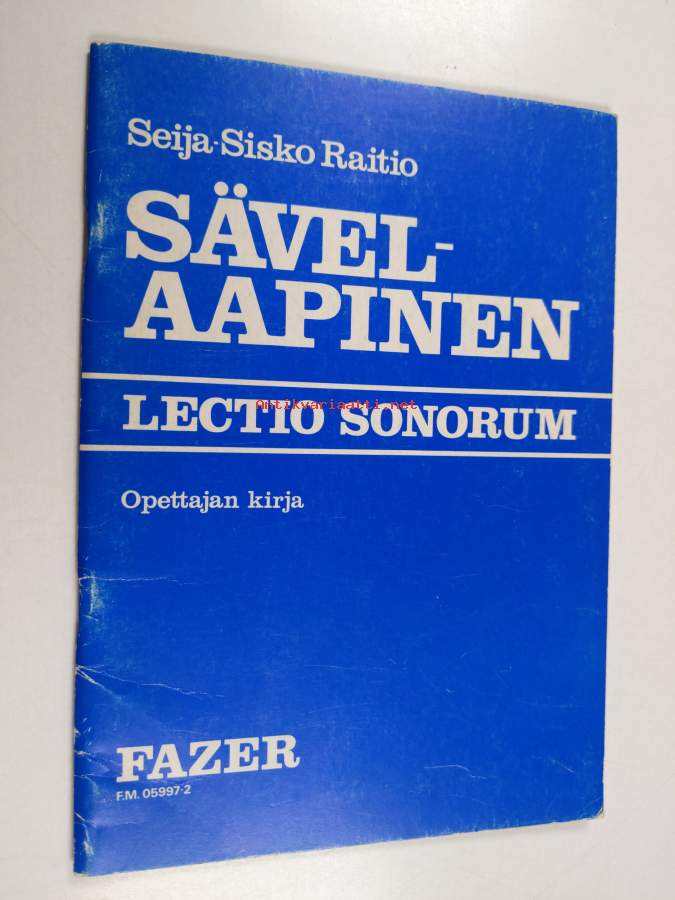 Seija-Sisko Raitio
SÄVEL-
AAPINEN
LECTIO SONORUM
Antikvariaatti.net
Opettajan kirja
FAZER
F.M. 05997-2